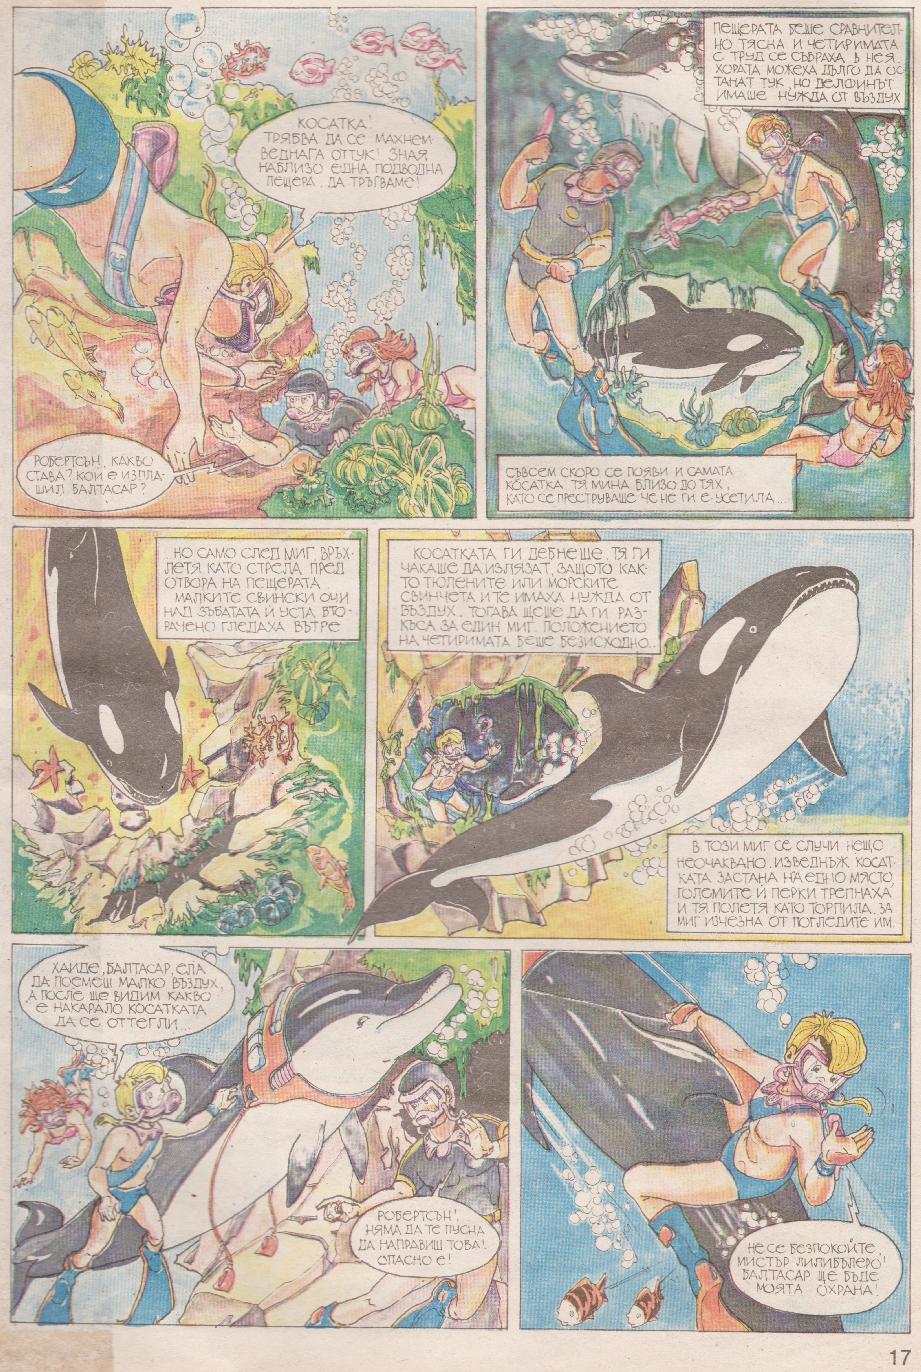 КОСАТКА!
ТРЯБВА ДА СЕ МАХНЕМ
ВЕДНАГА ОТТУК! ЗНАЯ
НАБЛИЗО ЕДНА ПОДВОДНА
ПЕЩЕРА. ДА ТРЪГВАМЕ!
РОБЕРТСЪН, КАКВО
СТАВА? КОЙ Е ИЗПЛА-
ШИЛ БАЛТАСАР?
ПЕЩЕРАТА БЕШЕ СРАВНИТЕЛ-
НО ТЯСНА И ЧЕТИРИМАТА
С ТРУД СЕ СЪБРАХА В НЕЯ.
ХОРАТА МОЖЕХА ДЪЛГО ДА ОС-
ТАНАТ ТУК, НО ДЕЛФИНЪТ
ИМАШЕ НУЖДА ОТ ВЪЗДУХ
СЪВСЕМ СКОРО СЕ ПОЯВИ И САМАТА
КОСАТКА. ТЯ МИНА БЛИЗО ДО ТЯХ,
КАТО СЕ ПРЕСТРУВАШЕ ЧЕ НЕ ГИ Е УСЕТИЛА...
НО САМО СЛЕД МИГ ВРЪХ-
ЛЕТЯ КАТО СТРЕЛА ПРЕД
ОТВОРА НА ПЕЩЕРАТА
МАЛКИТЕ СВИНСКИ ОЧИ
НАД ЗЪБАТАТА Й УСТА ВТО-
РАЧЕНО ГЛЕДАХА ВЪТРЕ
КОСАТКАТА ГИ ДЕБНЕШЕ. ТЯ ГИ
ЧАКАШЕ ДА ИЗЛЯЗАТ, ЗАЩОТО КАК-
ТО ТЮЛЕНИТЕ ИЛИ МОРСКИТЕ
СВИНЧЕТА И ТЕ ИМАХА НУЖДА ОТ
ВЪЗДУХ. ТОГАВА ЩЕШЕ ДА ГИ РАЗ-
КЪСА ЗА ЕДИН МИГ. ПОЛОЖЕНИЕТО
НА ЧЕТИРИМАТА БЕШЕ БЕЗИСХОДНО...
В ТОЗИ МИГ СЕ СЛУЧИ НЕЩО
НЕОЧАКВАНО. ИЗВЕДНЪЖ КОСАТ-
КАТА ЗАСТАНА НА ЕДНО МЯСТО,
ГОЛЕМИТЕ Й ПЕРКИ ТРЕПНАХА
И ТЯ ПОЛЕТЯ КАТО ТОРПИЛА. ЗА
МИГ ИЗЧЕЗНА ОТ ПОГЛЕДИТЕ ИМ.
ХАЙДЕ, БАЛТАСАР, ЕЛА
ДА ПОЕМЕШ МАЛКО ВЪЗДУХ,
А ПОСЛЕ ЩЕ ВИДИМ КАКВО
Е НАКАРАЛО КОСАТКАТА
ДА СЕ ОТТЕГЛИ...
РОБЕРТСЪН!
НЯМА ДА ТЕ ПУСНА
ДА НАПРАВИШ ТОВА!
ОПАСНО Е!
НЕ СЕ БЕЗПОКОЙТЕ,
МИСТЪР ЛИЛИБЪЛЕРО!
БАЛТАСАР ЩЕ БЪДЕ
МОЯТА ОХРАНА!
17